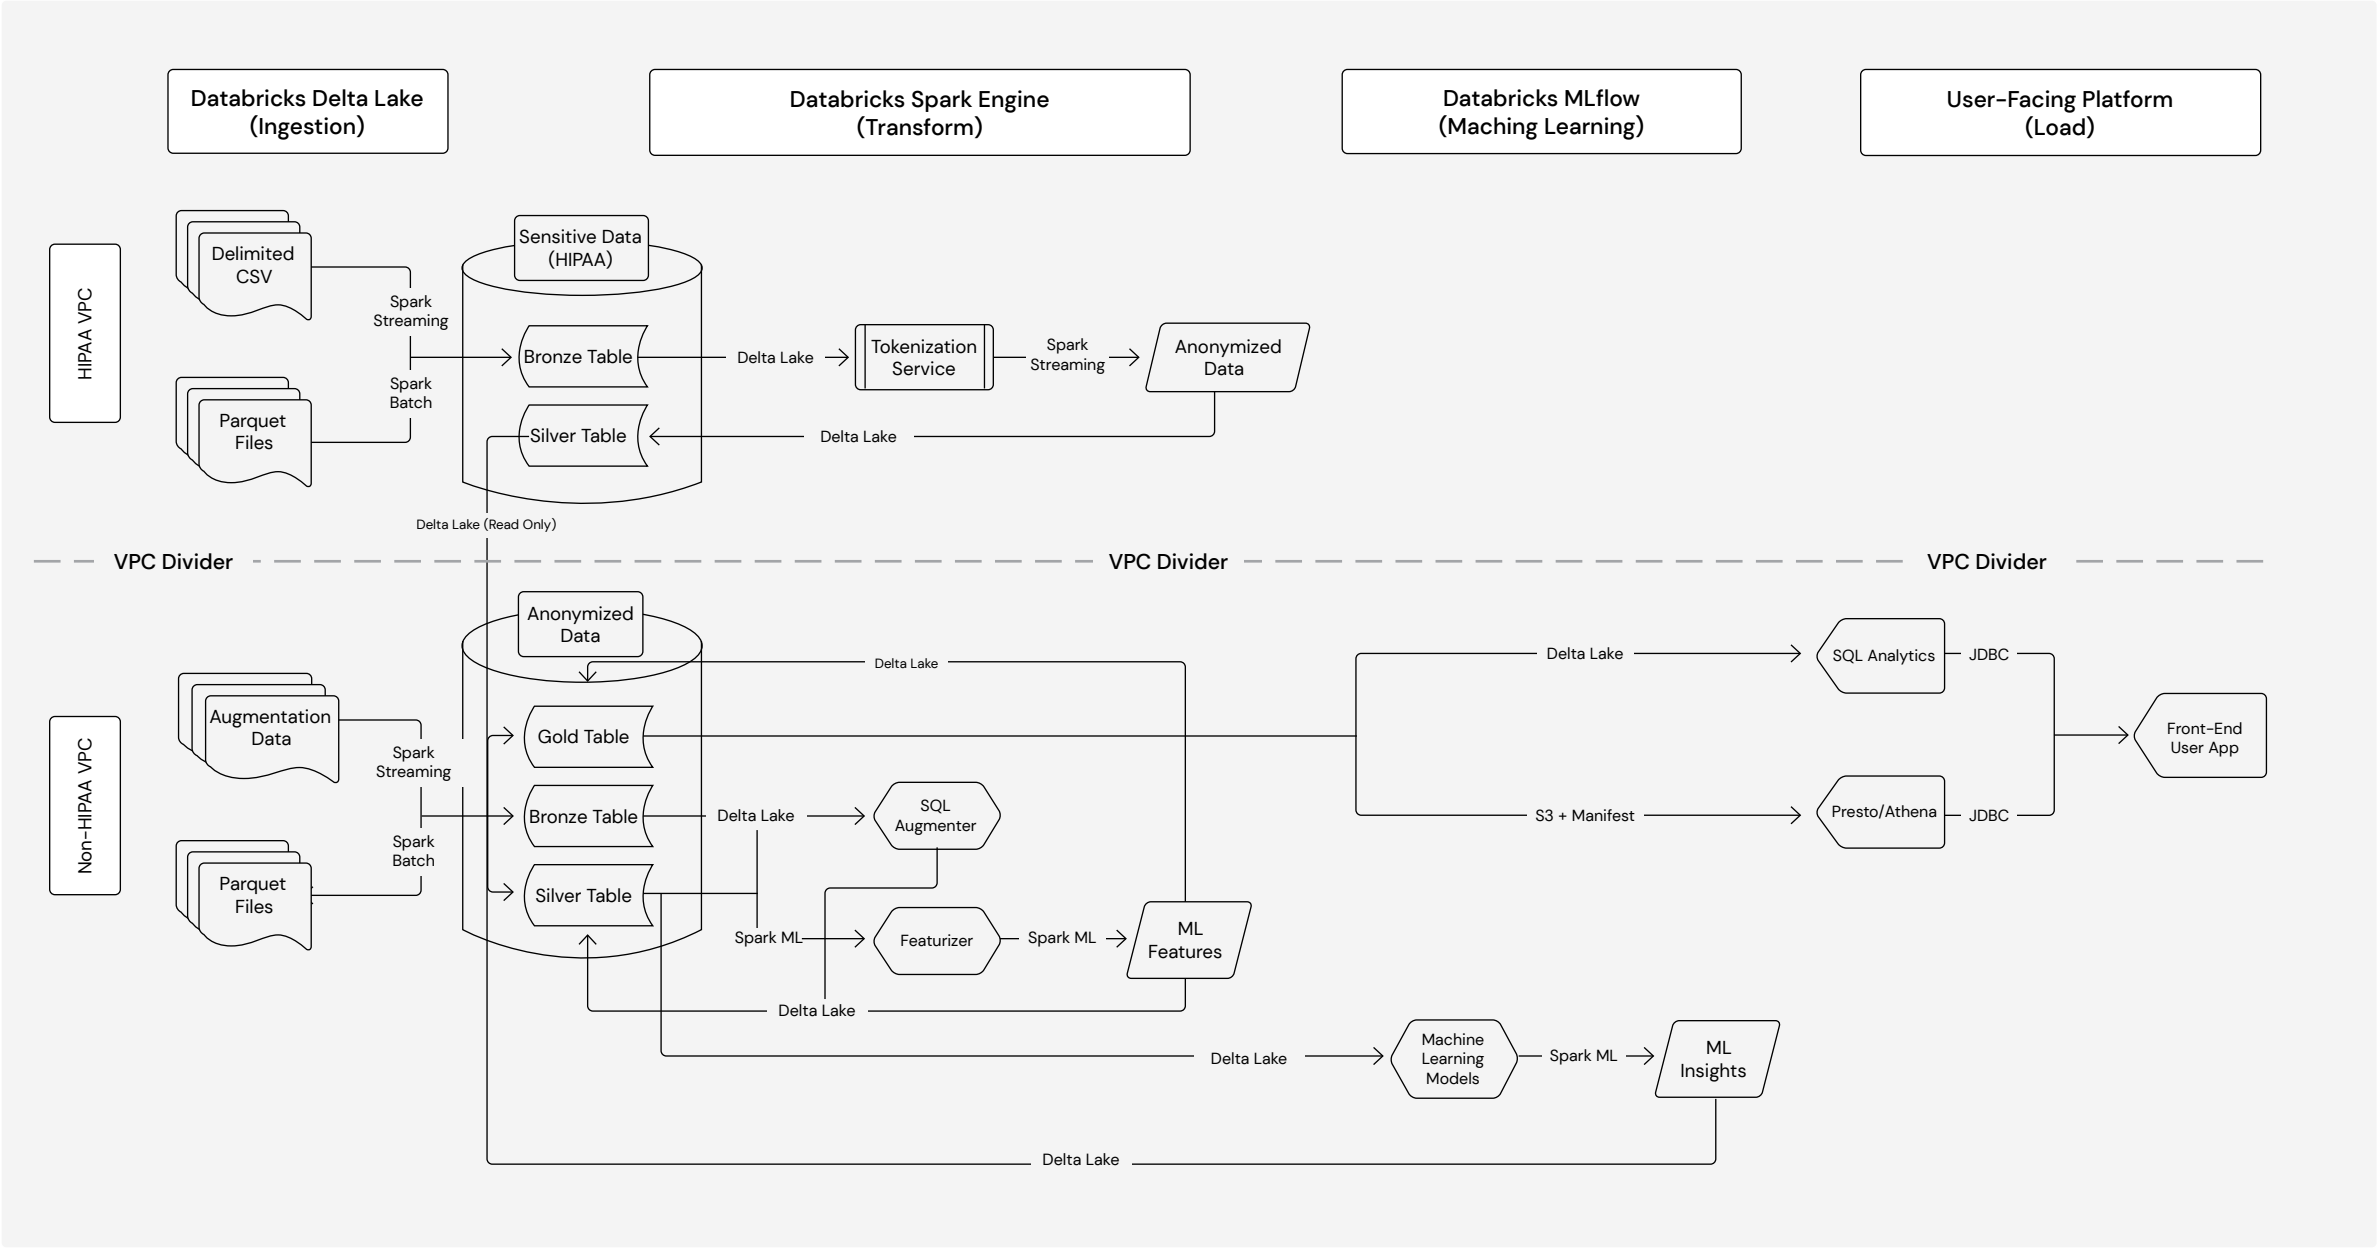 Databricks Delta Lake
(Ingestion)
Databricks Spark Engine
(Transform)
Databricks MLflow
(Maching Learning)
User-Facing Platform
(Load)
HIPAA VPC
Delimited
CSV
Spark
Streaming
Spark
Batch
Parquet
Files
Sensitive Data
(HIPAA)
Bronze Table
Delta Lake
Tokenization
Service
Spark
Streaming
Anonymized
Data
Silver Table
Delta Lake
Delta Lake (Read Only)
VPC Divider
VPC Divider
VPC Divider
Non-HIPAA VPC
Augmentation
Data
Spark
Streaming
Spark
Batch
Parquet
Files
Anonymized
Data
Delta Lake
Gold Table
Bronze Table
Delta Lake
SQL
Augmenter
Silver Table
Spark ML
Featurizer
Spark ML
ML
Features
Delta Lake
Delta Lake
SQL Analytics
JDBC
S3 + Manifest
Presto/Athena
JDBC
Front-End
User App
Delta Lake
Machine
Learning
Models
Spark ML
ML
Insights
Delta Lake